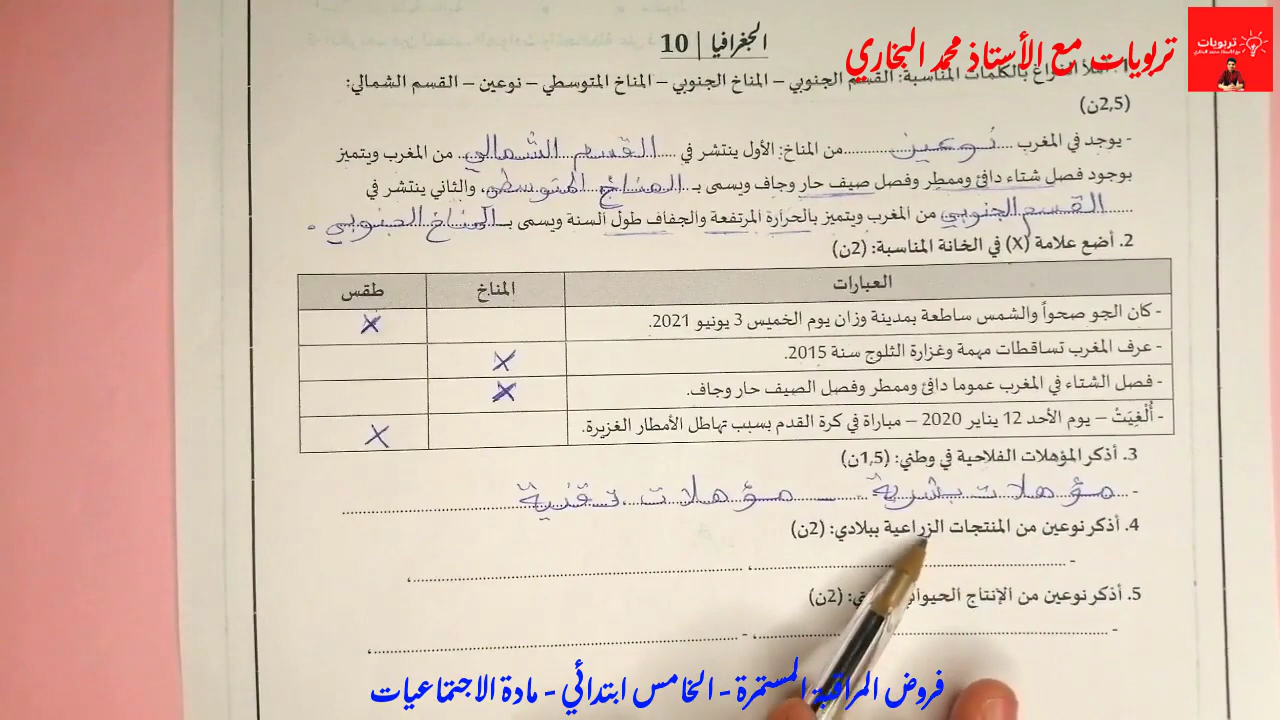 الجغرافيا | 10
تربويات مع الأستاذ محمد البخاري
تربويات
1. أملأ الفراغ بالكلمات المناسبة: القسم الجنوبي – المناخ الجنوبي – المناخ المتوسطي – نوعين – القسم الشمالي:
(2,5ن)
- يوجد في المغرب نوعين من المناخ: الأول ينتشر في القسم الشمالي من المغرب ويتميز
بوجود فصل شتاء دافئ وممطر وفصل صيف حار وجاف ويسمى بـ المناخ المتوسطي، والثاني ينتشر في
القسم الجنوبي من المغرب ويتميز بالحرارة المرتفعة والجفاف طول السنة ويسمى بـ المناخ الجنوبي.
2. أضع علامة (X) في الخانة المناسبة: (2ن)
العبارات المناخ طقس
- كان الجو صحواً والشمس ساطعة بمدينة وزان يوم الخميس 3 يونيو 2021. X
- عرف المغرب تساقطات مهمة وغزارة الثلوج سنة 2015. X
- فصل الشتاء في المغرب عموما دافئ وممطر وفصل الصيف حار وجاف. X
- أُلْغِيَتْ – يوم الأحد 12 يناير 2020 – مباراة في كرة القدم بسبب تهاطل الأمطار الغزيرة. X
3. أذكر المؤهلات الفلاحية في وطني: (1,5ن)
- مؤهلات بشرية - مؤهلات تقنية
4. أذكر نوعين من المنتجات الزراعية ببلادي: (2ن)
5. أذكر نوعين من الإنتاج (2ن)
فروض المراقبة المستمرة - الخامس ابتدائي - مادة الاجتماعيات